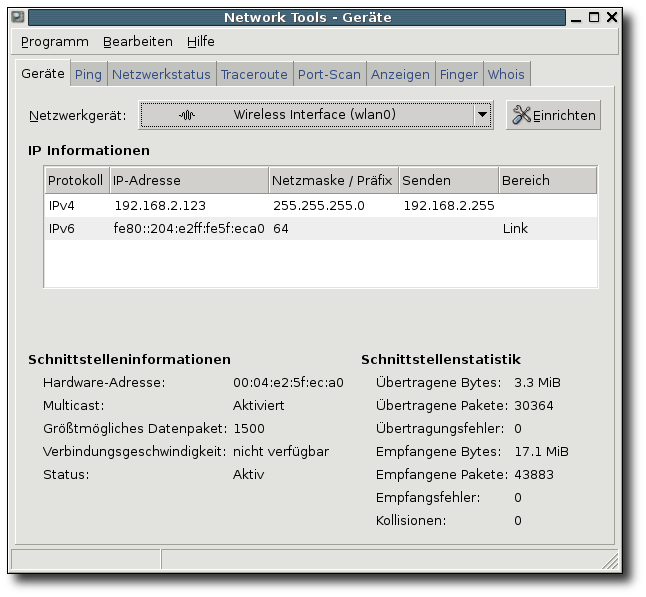 Network Tools - Geräte
Programm Bearbeiten Hilfe
Geräte Ping Netzwerkstatus Traceroute Port-Scan Anzeigen Finger Whois
Netzwerkgerät: Wireless Interface (wlan0) Einrichten
IP Informationen
Protokoll IP-Adresse Netzmaske / Präfix Senden Bereich
IPv4 192.168.2.123 255.255.255.0 192.168.2.255
IPv6 fe80::204:e2ff:fe5f:eca0 64 Link
Schnittstelleninformationen Schnittstellenstatistik
Hardware-Adresse: 00:04:e2:5f:ec:a0 Übertragene Bytes: 3.3 MiB
Multicast: Aktiviert Übertragene Pakete: 30364
Größtmögliches Datenpaket: 1500 Übertragungsfehler: 0
Verbindungsgeschwindigkeit: nicht verfügbar Empfangene Bytes: 17.1 MiB
Status: Aktiv Empfangene Pakete: 43883
Empfangsfehler: 0
Kollisionen: 0